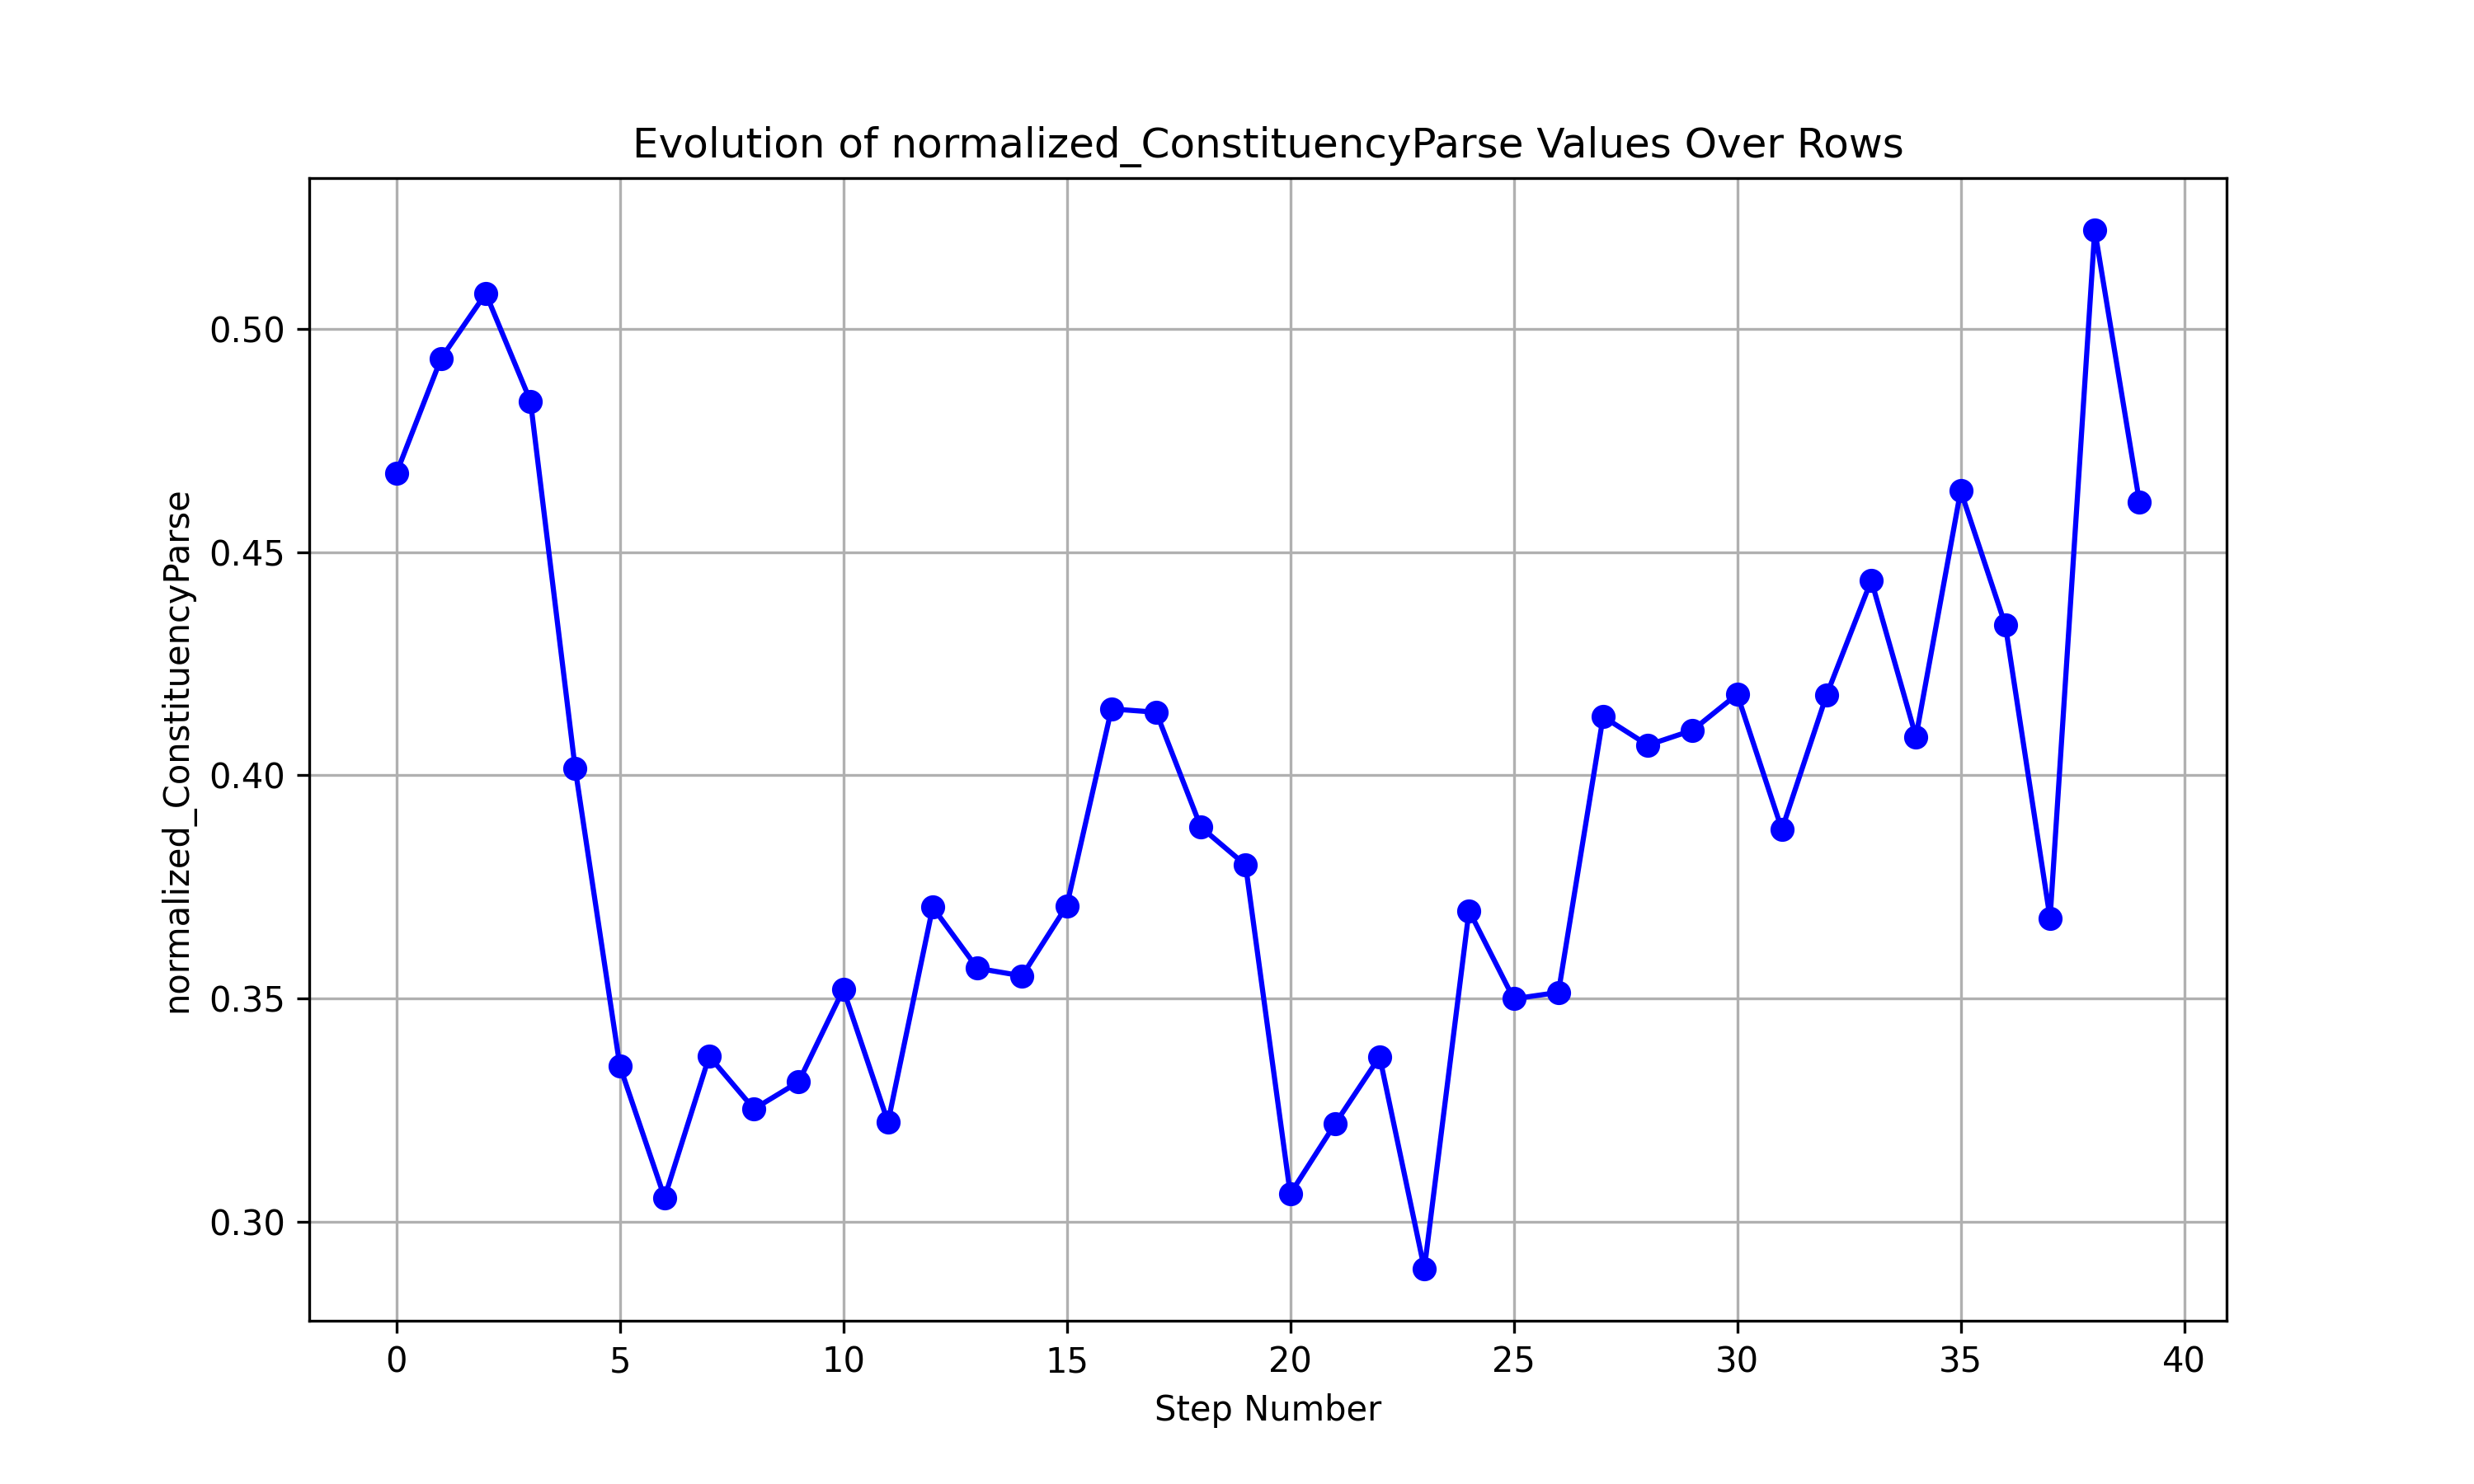 Evolution of normalized_ConstituencyParse Values Over Rows
normalized_ConstituencyParse
0.50
0.45
0.40
0.35
0.30
0 5 10 15 20 25 30 35 40
Step Number